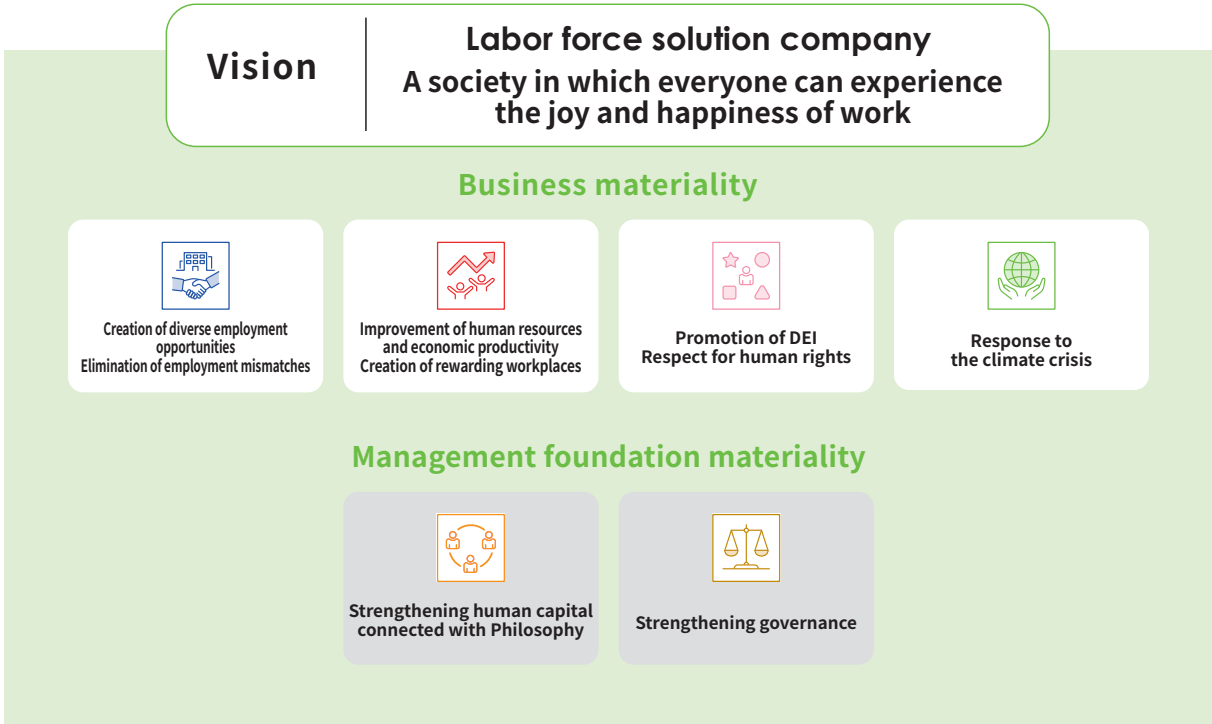 Vision
Labor force solution company
A society in which everyone can experience
the joy and happiness of work
Business materiality
Creation of diverse employment
opportunities
Elimination of employment mismatches
Improvement of human resources
and economic productivity
Creation of rewarding workplaces
Promotion of DEI
Respect for human rights
Response to
the climate crisis
Management foundation materiality
Strengthening human capital
connected with Philosophy
Strengthening governance